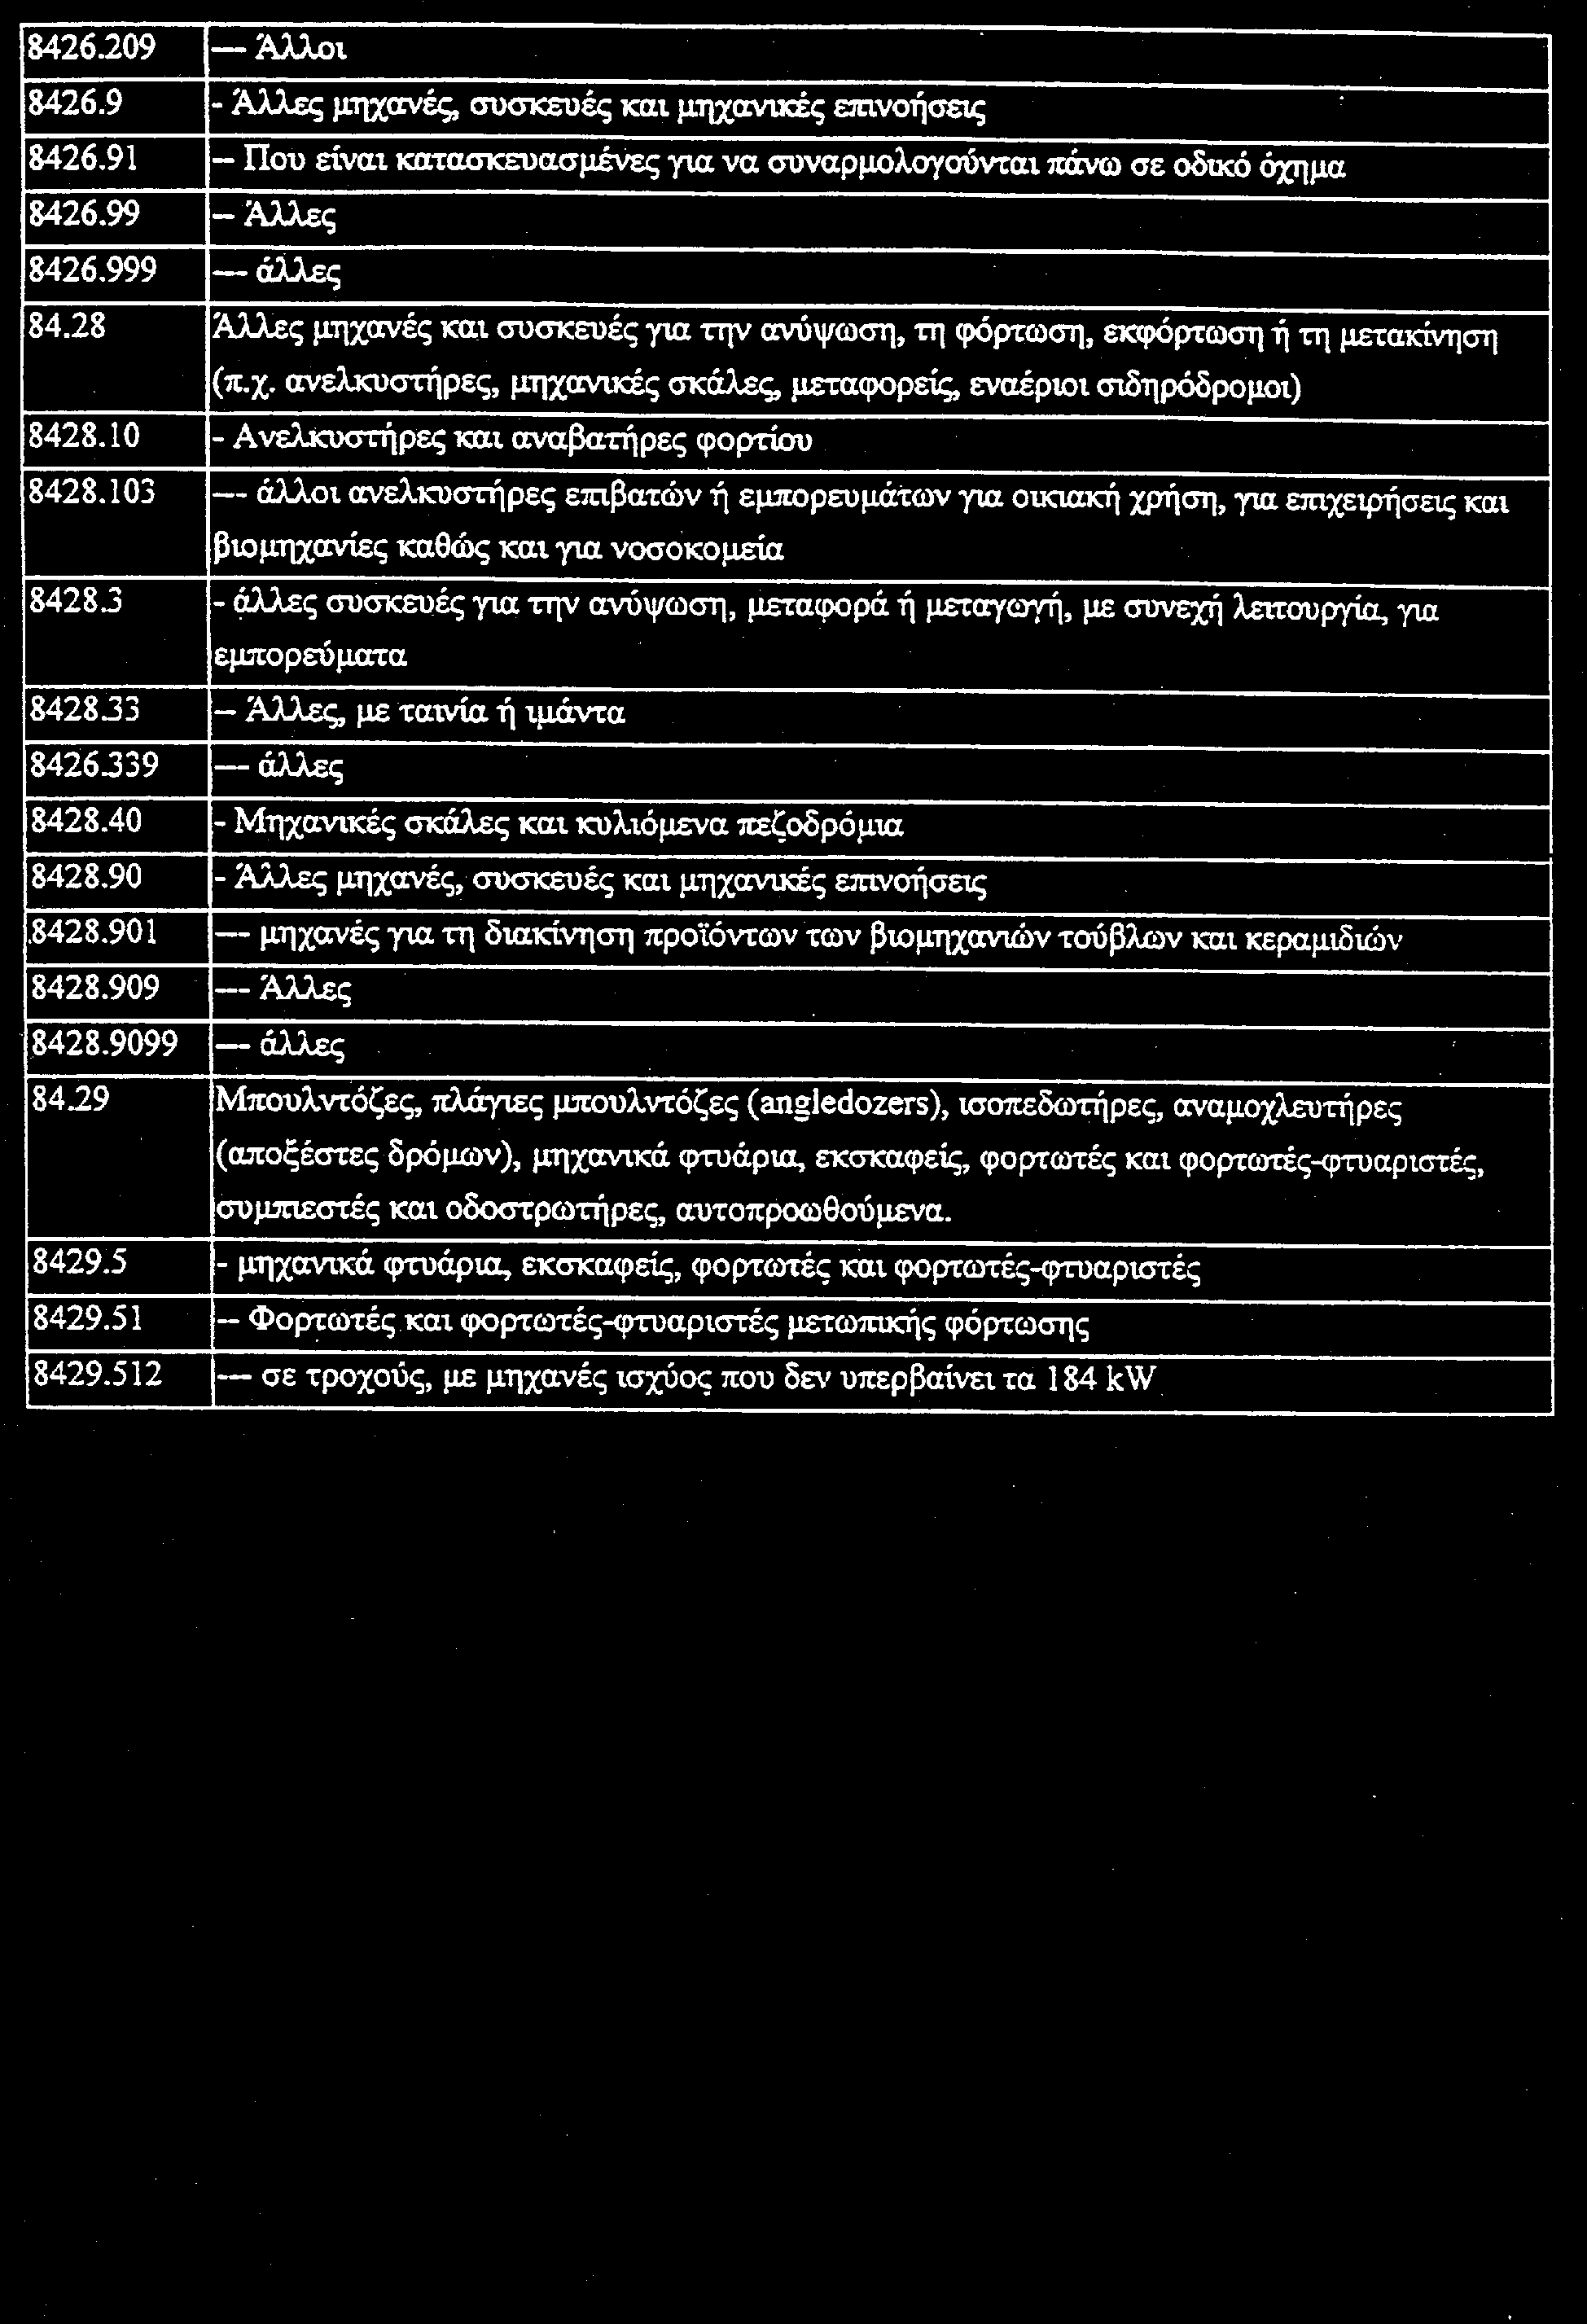 8426.209 — Άλλοι
8426.9 - Άλλες μηχανές, συσκευές και μηχανικές επινοήσεις
8426.91 – Που είναι κατασκευασμένες για να συναρμολογούνται πάνω σε οδικό όχημα
8426.99 – Άλλες
8426.999 — άλλες
84.28 Άλλες μηχανές και συσκευές για την ανύψωση, τη φόρτωση, εκφόρτωση ή τη μετακίνηση
(π.χ. ανελκυστήρες, μηχανικές σκάλες, μεταφορείς, εναέριοι σιδηρόδρομοι)
8428.10 - Ανελκυστήρες και αναβατήρες φορτίου
8428.103 — άλλοι ανελκυστήρες επιβατών ή εμπορευμάτων για οικιακή χρήση, για επιχειρήσεις και
βιομηχανίες καθώς και για νοσοκομεία
8428.3 - άλλες συσκευές για την ανύψωση, μεταφορά ή μεταγωγή, με συνεχή λειτουργία, για
εμπορεύματα
8428.33 – Άλλες, με ταινία ή ιμάντα
8426.339 — άλλες
8428.40 - Μηχανικές σκάλες και κυλιόμενα πεζοδρόμια
8428.90 - Άλλες μηχανές, συσκευές και μηχανικές επινοήσεις
8428.901 — μηχανές για τη διακίνηση προϊόντων των βιομηχανιών τούβλων και κεραμιδιών
8428.909 — Άλλες
8428.9099 — άλλες
84.29 Μπουλντόζες, πλάγιες μπουλντόζες (angledozers), ισοπεδωτήρες, αναμοχλευτήρες
(αποξέστες δρόμων), μηχανικά φτυάρια, εκσκαφείς, φορτωτές και φορτωτές-φτυαριστές,
συμπιεστές και οδοστρωτήρες, αυτοπροωθούμενα.
8429.5 - μηχανικά φτυάρια, εκσκαφείς, φορτωτές και φορτωτές-φτυαριστές
8429.51 – Φορτωτές και φορτωτές-φτυαριστές μετωπικής φόρτωσης
8429.512 — σε τροχούς, με μηχανές ισχύος που δεν υπερβαίνει τα 184 kW